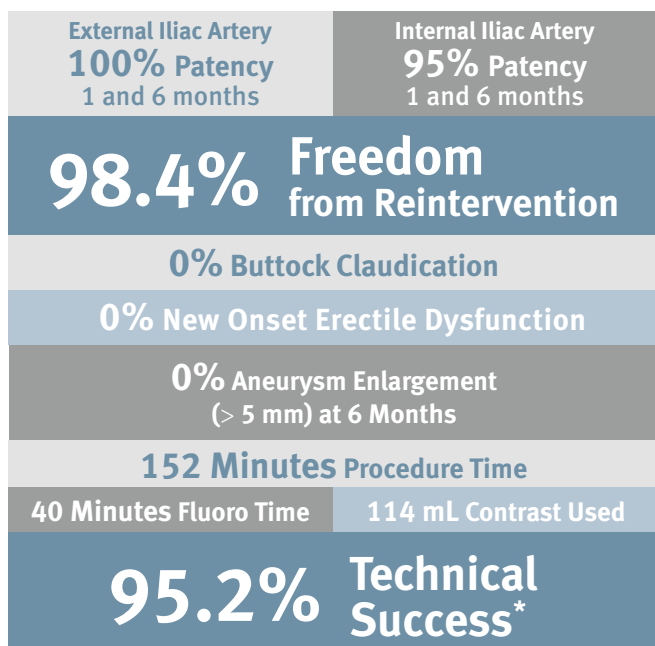 External Iliac Artery
100% Patency
1 and 6 months
Internal Iliac Artery
95% Patency
1 and 6 months
98.4%
Freedom
from Reintervention
0% Buttock Claudication
0% New Onset Erectile Dysfunction
0% Aneurysm Enlargement
(> 5 mm) at 6 Months
152 Minutes Procedure Time
40 Minutes Fluoro Time
114 mL Contrast Used
95.2%
Technical
Success*